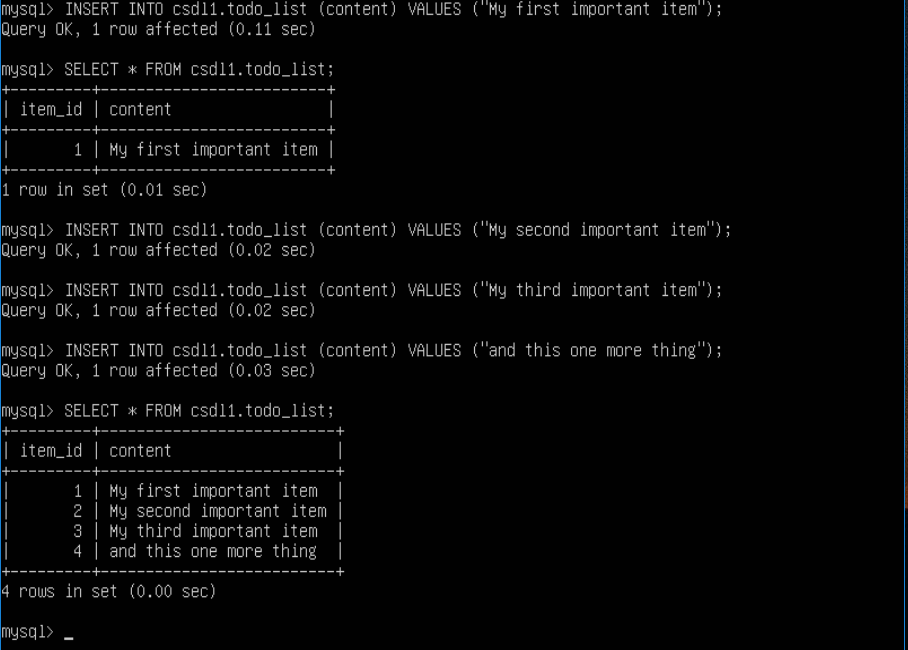 mysql> INSERT INTO csdl1.todo_list (content) VALUES ("My first important item");
Query OK, 1 row affected (0.11 sec)
mysql> SELECT * FROM csdl1.todo_list;
+---------+-------------------------+
| item_id | content                 |
+---------+-------------------------+
|       1 | My first important item |
+---------+-------------------------+
1 row in set (0.01 sec)
mysql> INSERT INTO csdl1.todo_list (content) VALUES ("My second important item");
Query OK, 1 row affected (0.02 sec)
mysql> INSERT INTO csdl1.todo_list (content) VALUES ("My third important item");
Query OK, 1 row affected (0.02 sec)
mysql> INSERT INTO csdl1.todo_list (content) VALUES ("and this one more thing");
Query OK, 1 row affected (0.03 sec)
mysql> SELECT * FROM csdl1.todo_list;
+---------+--------------------------+
| item_id | content                  |
+---------+--------------------------+
|       1 | My first important item  |
|       2 | My second important item |
|       3 | My third important item  |
|       4 | and this one more thing  |
+---------+--------------------------+
4 rows in set (0.00 sec)
mysql> _